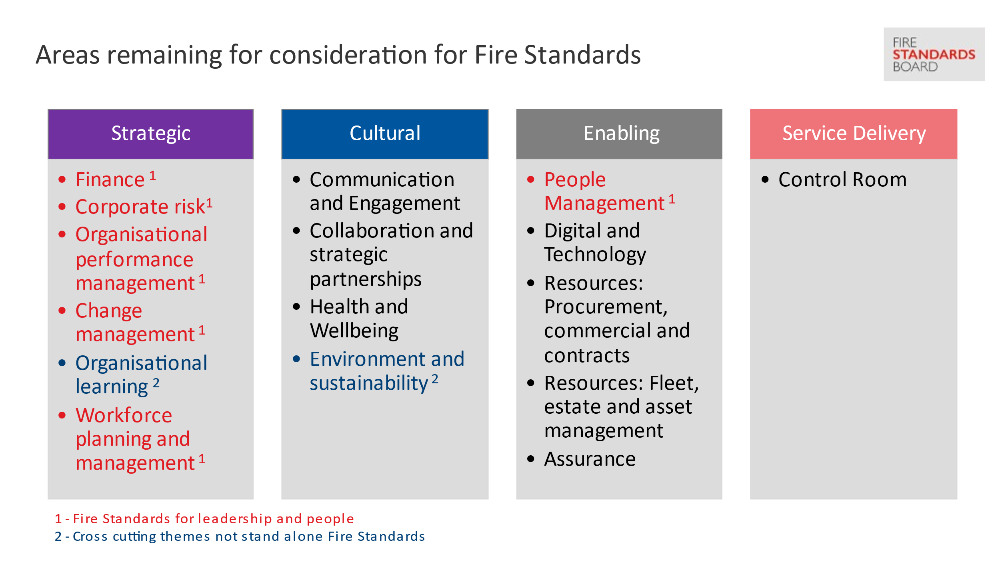 Areas remaining for consideration for Fire Standards
FIRE
STANDARDS
BOARD
Strategic
• Finance ¹
• Corporate risk¹
• Organisational
performance
management ¹
• Change
management ¹
• Organisational
learning ²
• Workforce
planning and
management ¹
Cultural
• Communication
and Engagement
• Collaboration and
strategic
partnerships
• Health and
Wellbeing
• Environment and
sustainability ²
Enabling
• People
Management ¹
• Digital and
Technology
• Resources:
Procurement,
commercial and
contracts
• Resources: Fleet,
estate and asset
management
• Assurance
Service Delivery
• Control Room
1 - Fire Standards for leadership and people
2 - Cross cutting themes not stand alone Fire Standards